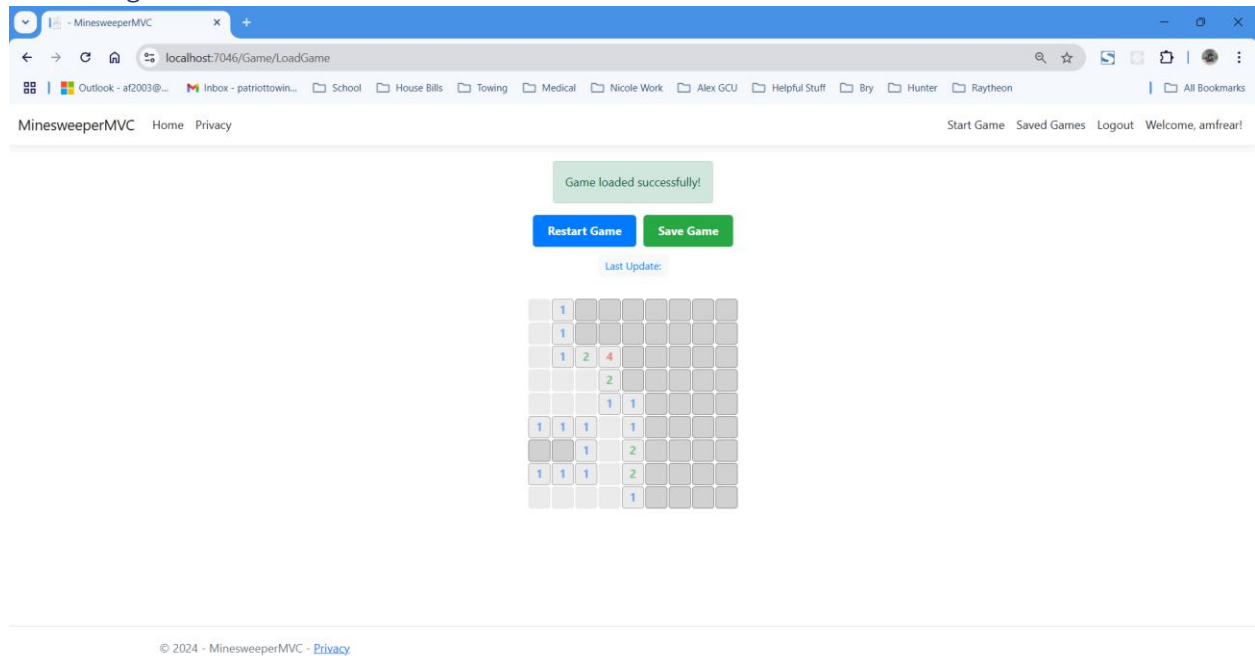 - MinesweeperMVC
localhost:7046/Game/LoadGame
Outlook - af2003@... Inbox - patriottowin... School House Bills Towing Medical Nicole Work Alex GCU Helpful Stuff Bry Hunter Raytheon All Bookmarks
MinesweeperMVC Home Privacy Start Game Saved Games Logout Welcome, amfrear!
Game loaded successfully!
Restart Game Save Game
Last Update:
1
1
1 2 4
2
1 1
1 1 1 1
1 2
1 1 1 2
1
© 2024 - MinesweeperMVC - Privacy